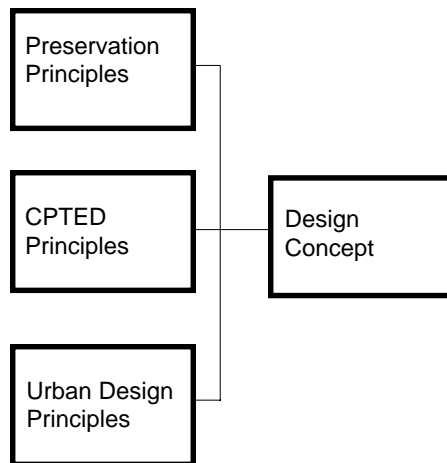 Preservation
Principles
CPTED
Principles
Design
Concept
Urban Design
Principles